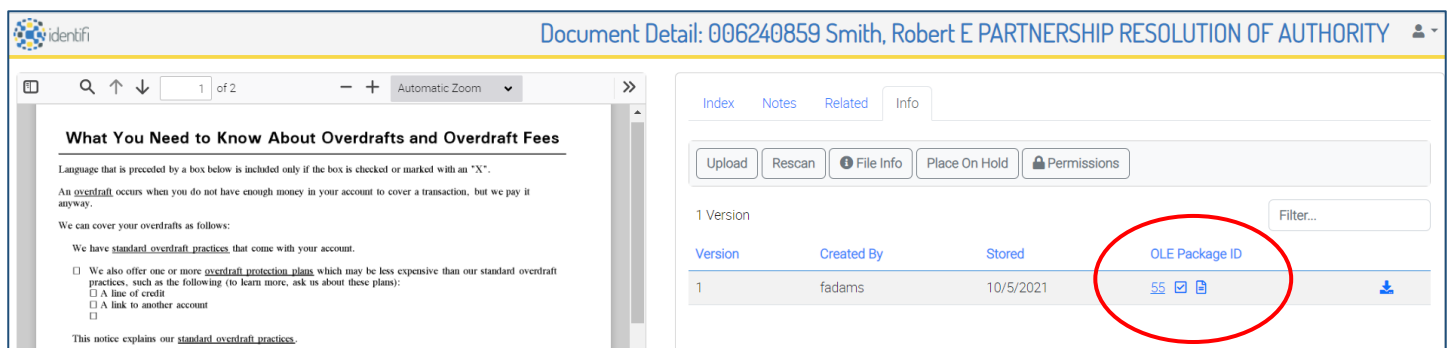 identifi
Document Detail: 006240859 Smith, Robert E PARTNERSHIP RESOLUTION OF AUTHORITY
1 of 2
Automatic Zoom
What You Need to Know About Overdrafts and Overdraft Fees
Language that is preceded by a box below is included only if the box is checked or marked with an "X".
An overdraft occurs when you do not have enough money in your account to cover a transaction, but we pay it
anyway.
We can cover your overdrafts as follows:
We have standard overdraft practices that come with your account.
☐ We also offer one or more overdraft protection plans which may be less expensive than our standard overdraft
practices, such as the following (to learn more, ask us about these plans):
☐ A line of credit
☐ A link to another account
☐
This notice explains our standard overdraft practices.
Index Notes Related Info
Upload Rescan File Info Place On Hold Permissions
1 Version Filter...
Version Created By Stored OLE Package ID
1 fadams 10/5/2021 55